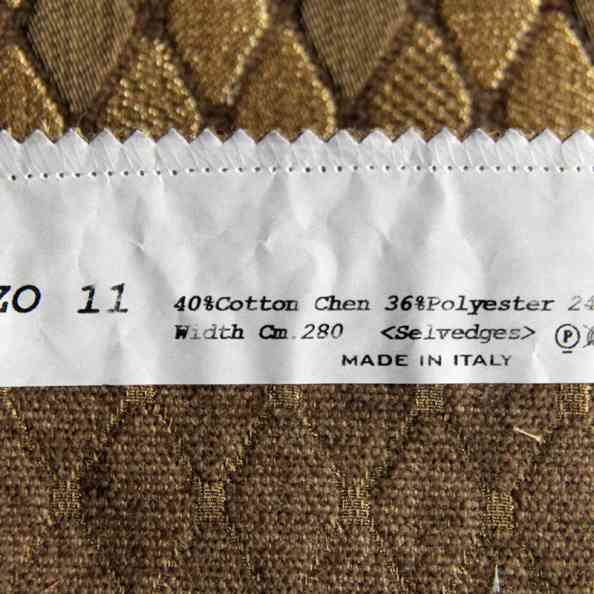 ZO 11
40%Cotton Chen 36%Polyester 24
Width Cm.280 <Selvedges> P
MADE IN ITALY